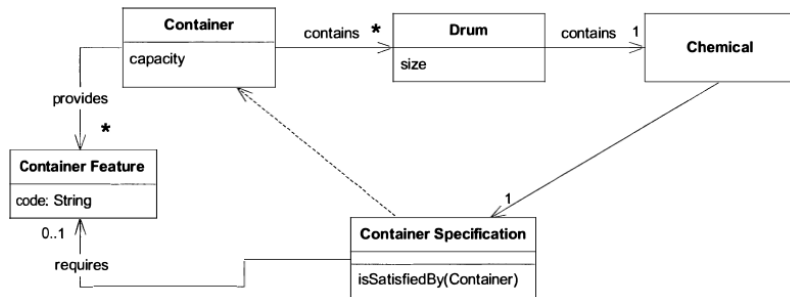 Container
capacity
contains
*
Drum
size
contains
1
Chemical
provides
*
Container Feature
code: String
0..1
requires
1
Container Specification
isSatisfiedBy(Container)